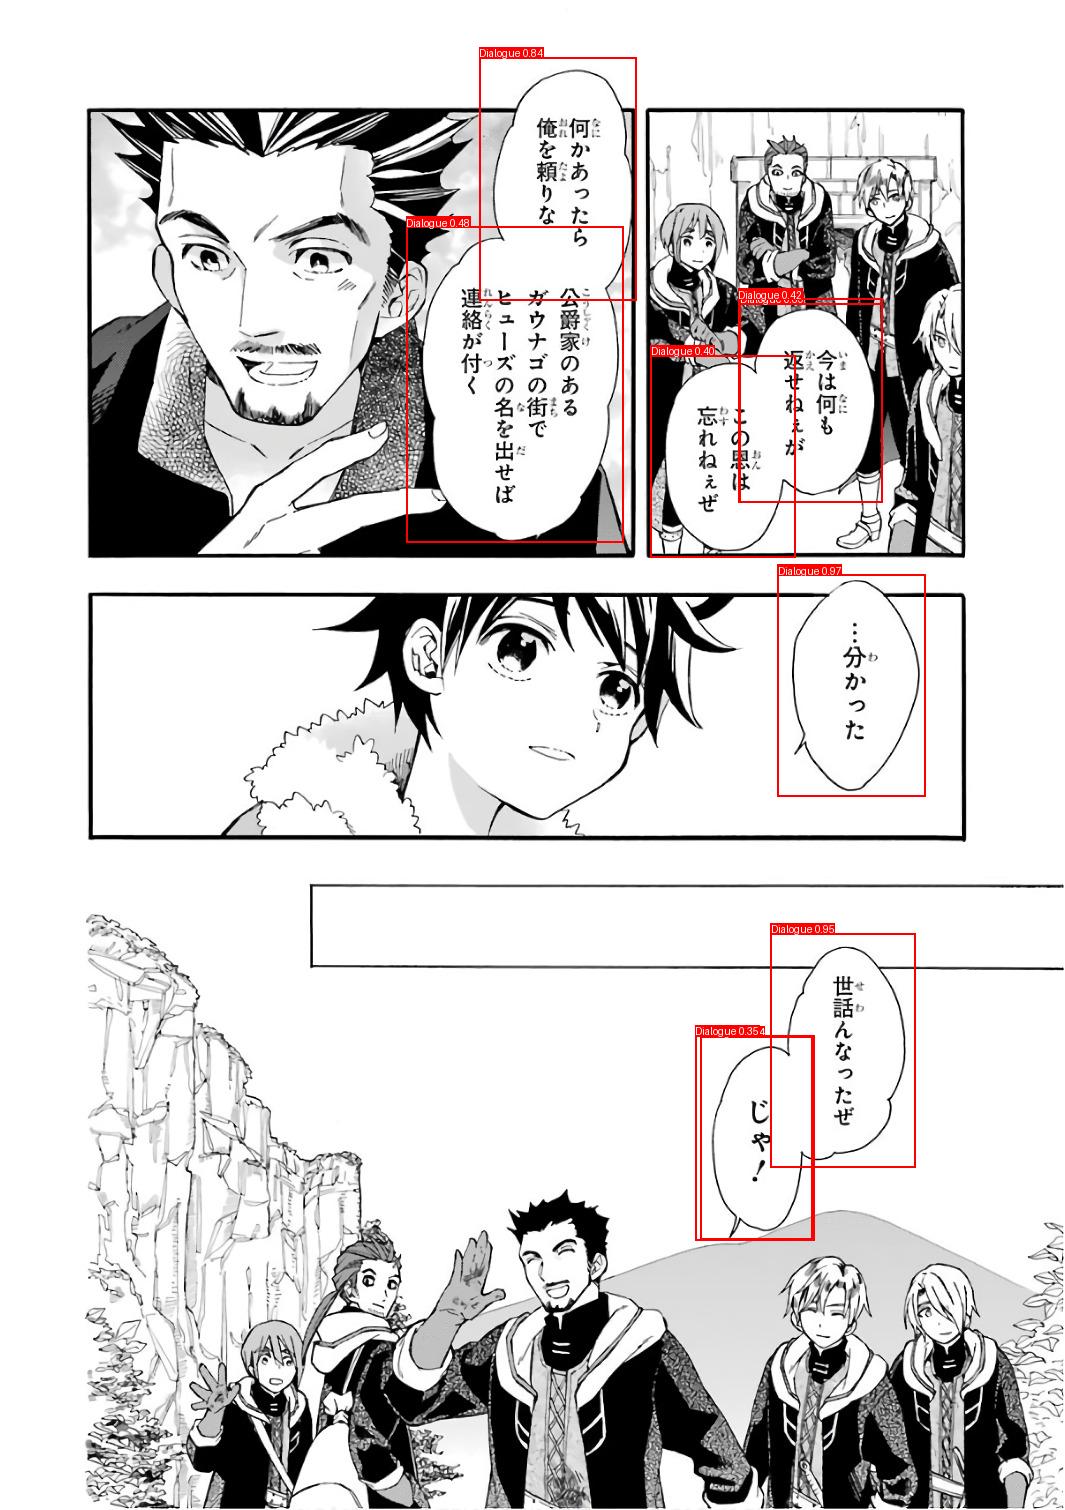 Dialogue 0.42
今は何も
返せねぇが
Dialogue 0.40
この恩は
忘れねぇぜ
Dialogue 0.84
何かあったら
俺を頼りな
Dialogue 0.48
公爵家のある
ガウナゴの街で
ヒューズの名を出せば
連絡が付く
Dialogue 0.97
…分かった
Dialogue 0.95
世話んなったぜ
Dialogue 0.354
じゃ！